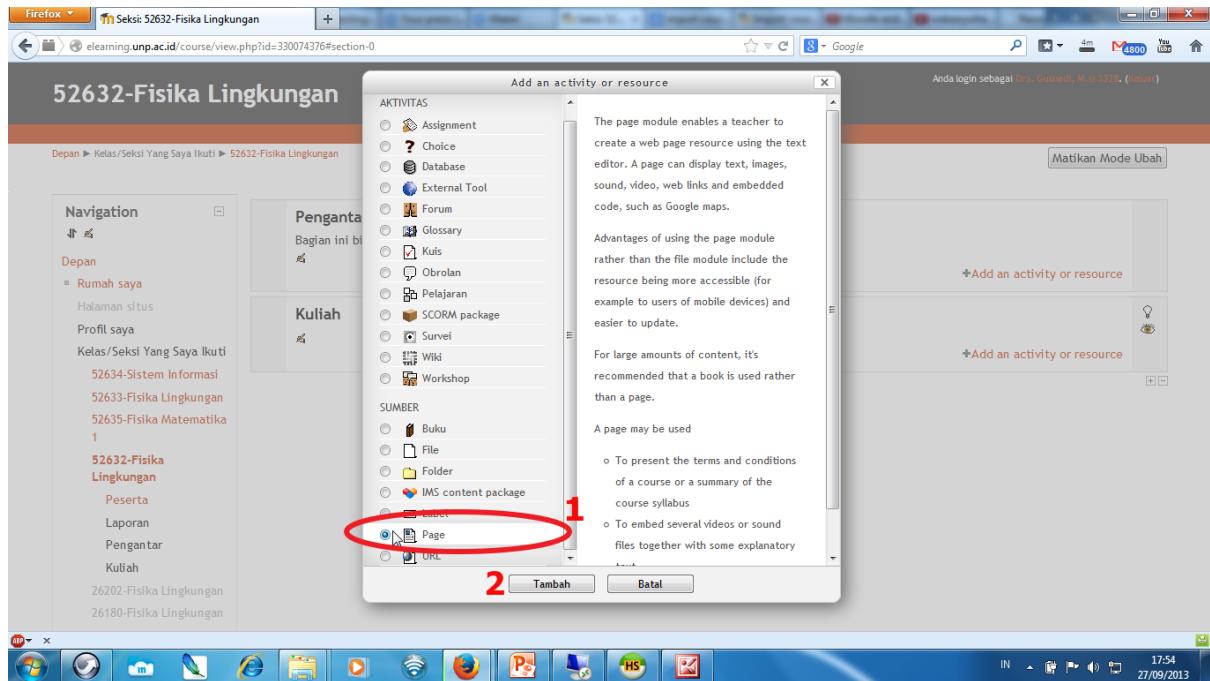 Firefox
Seksi: 52632-Fisika Lingkungan
elearning.unp.ac.id/course/view.php?id=330074376#section-0
Google
4m
4800
You
Tube
52632-Fisika Lingkungan
Anda login sebagai
Depan ► Kelas/Seksi Yang Saya Ikuti ► 52632-Fisika Lingkungan
Matikan Mode Ubah
Navigation
Depan
Rumah saya
Halaman situs
Profil saya
Kelas/Seksi Yang Saya Ikuti
52634-Sistem Informasi
52633-Fisika Lingkungan
52635-Fisika Matematika
1
52632-Fisika
Lingkungan
Peserta
Laporan
Pengantar
Kuliah
26202-Fisika Lingkungan
26180-Fisika Lingkungan
Bagian ini
+Add an activity or resource
Kuliah
+Add an activity or resource
Add an activity or resource
AKTIVITAS
Assignment
Choice
Database
External Tool
Forum
Glossary
Kuis
Obrolan
Pelajaran
SCORM package
Survei
Wiki
Workshop
SUMBER
Buku
File
Folder
IMS content package
Label
Page
URL
1
The page module enables a teacher to
create a web page resource using the text
editor. A page can display text, images,
sound, video, web links and embedded
code, such as Google maps.
Advantages of using the page module
rather than the file module include the
resource being more accessible (for
example to users of mobile devices) and
easier to update.
For large amounts of content, it's
recommended that a book is used rather
than a page.
A page may be used
To present the terms and conditions
of a course or a summary of the
course syllabus
To embed several videos or sound
files together with some explanatory
2
Tambah
Batal
ABP
HS
IN
17:54
27/09/2013